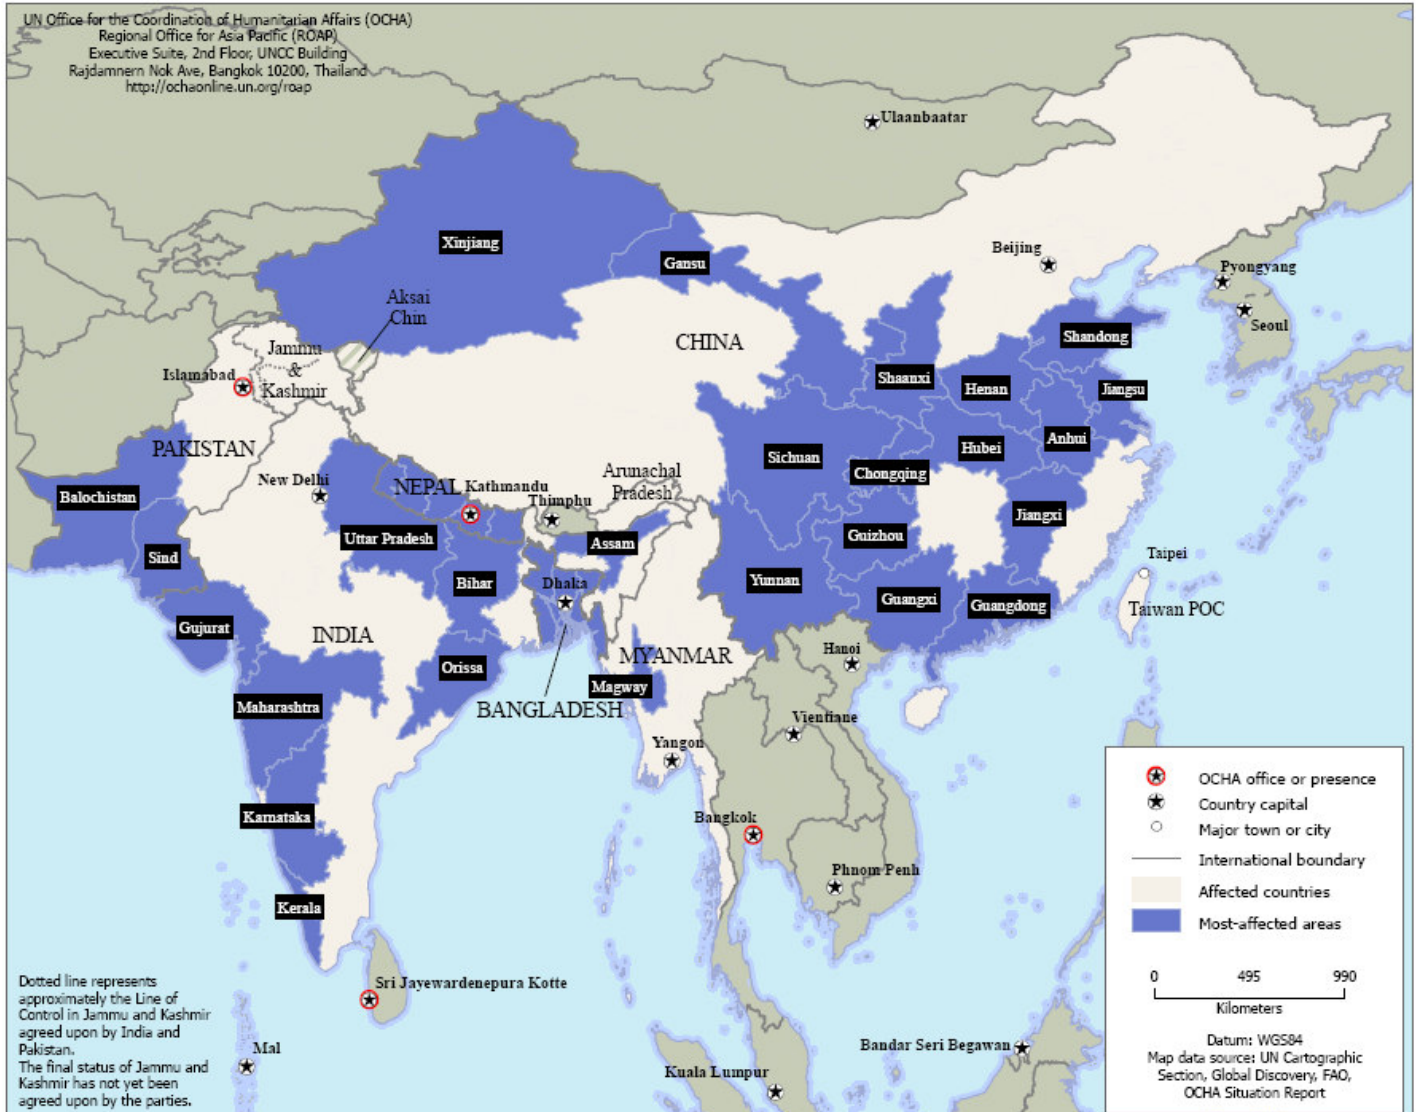 UN Office for the Coordination of Humanitarian Affairs (OCHA)
Regional Office for Asia Pacific (ROAP)
Executive Suite, 2nd Floor, UNCC Building
Rajdamnern Nok Ave, Bangkok 10200, Thailand
http://ochaonline.un.org/roap
Ulaanbaatar
Xinjiang
Gansu
Beijing
Pyongyang
Seoul
Aksai
Chin
CHINA
Shandong
Jammu
&
Kashmir
Islamabad
Shaanxi
Henan
Jiangsu
PAKISTAN
Anhui
Hubei
Sichuan
Chongqing
Arunachal
Pradesh
New Delhi
NEPAL
Kathmandu
Thimphu
Balochistan
Jiangxi
Guizhou
Uttar Pradesh
Assam
Sind
Taipei
Bihar
Dhaka
Yunnan
Guangxi
Guangdong
Taiwan POC
Gujurat
INDIA
MYANMAR
Hanoi
Orissa
Magway
Maharashtra
BANGLADESH
Vientiane
Yangon
Karnataka
Bangkok
Phnom Penh
Kerala
Sri Jayewardenepura Kotte
Mal
Kuala Lumpur
Bandar Seri Begawan
Dotted line represents
approximately the Line of
Control in Jammu and Kashmir
agreed upon by India and
Pakistan.
The final status of Jammu and
Kashmir has not yet been
agreed upon by the parties.
OCHA office or presence
Country capital
Major town or city
International boundary
Affected countries
Most-affected areas
0 495 990
Kilometers
Datum: WGS84
Map data source: UN Cartographic
Section, Global Discovery, FAO,
OCHA Situation Report